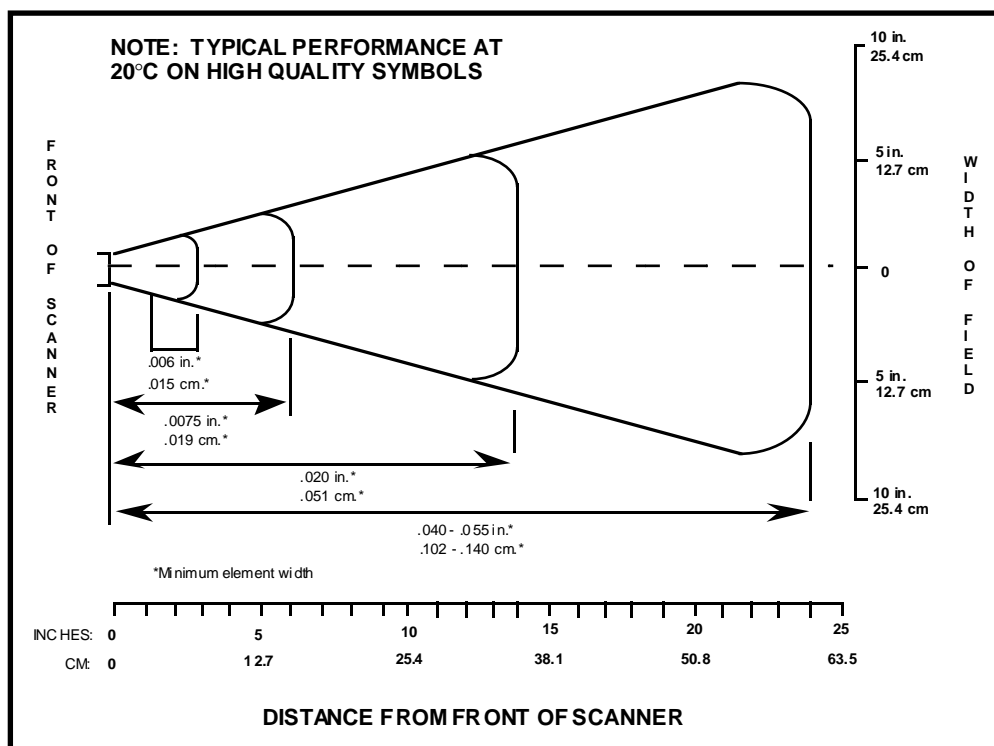 NOTE: TYPICAL PERFORMANCE AT
20°C ON HIGH QUALITY SYMBOLS
10 in.
25.4 cm
5 in.
12.7 cm
0
5 in.
12.7 cm
10 in.
25.4 cm
FRONT OF SCANNER
WIDTH OF FIELD
.006 in.*
.015 cm.*
.0075 in.*
.019 cm.*
.020 in.*
.051 cm.*
.040 - .055 in.*
.102 - .140 cm.*
*Minimum element width
INCHES: 0 5 10 15 20 25
CM: 0 12.7 25.4 38.1 50.8 63.5
DISTANCE FROM FRONT OF SCANNER